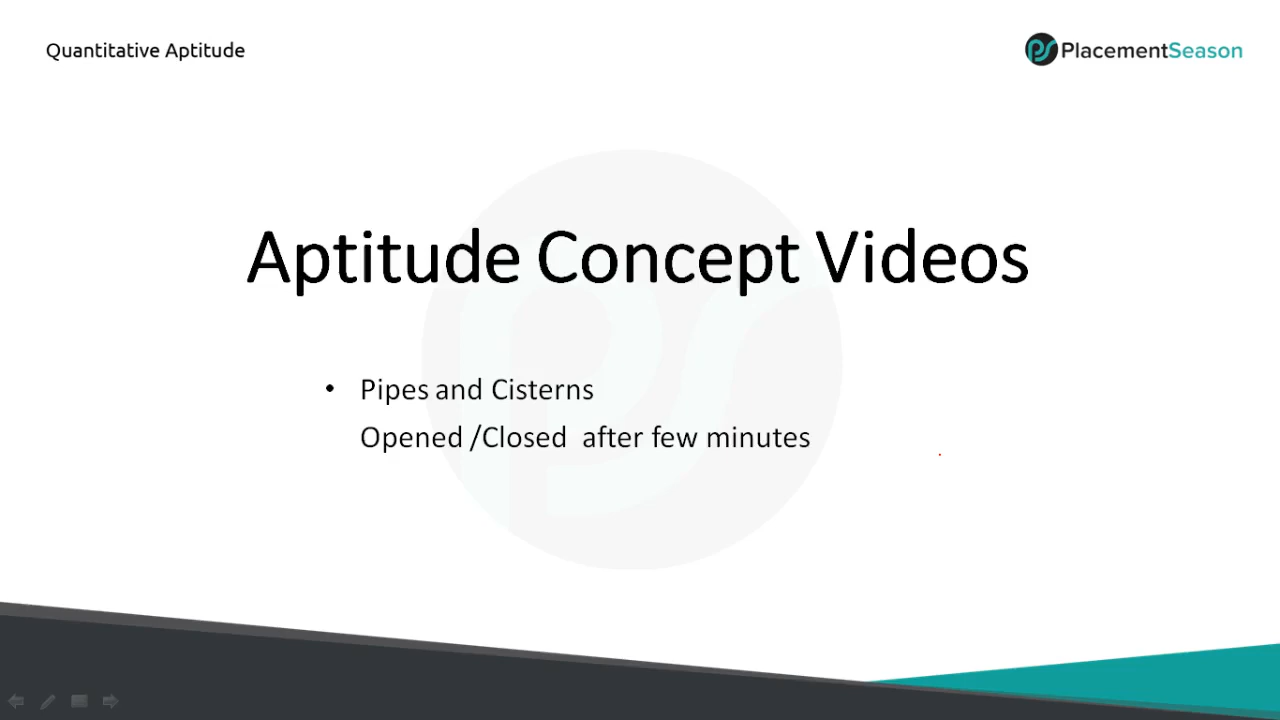 Quantitative Aptitude
PlacementSeason
Aptitude Concept Videos
• Pipes and Cisterns
Opened /Closed after few minutes